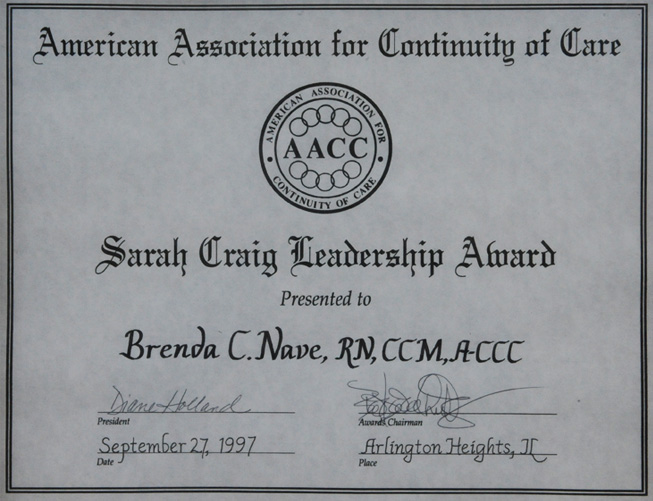 American Association for Continuity of Care
AMERICAN ASSOCIATION FOR
AACC
CONTINUITY OF CARE
Sarah Craig Leadership Award
Presented to
Brenda C. Nave, RN, CCM, A-CCC
Diane Holland
President
Awards Chairman
September 27, 1997
Date
Arlington Heights, IL
Place